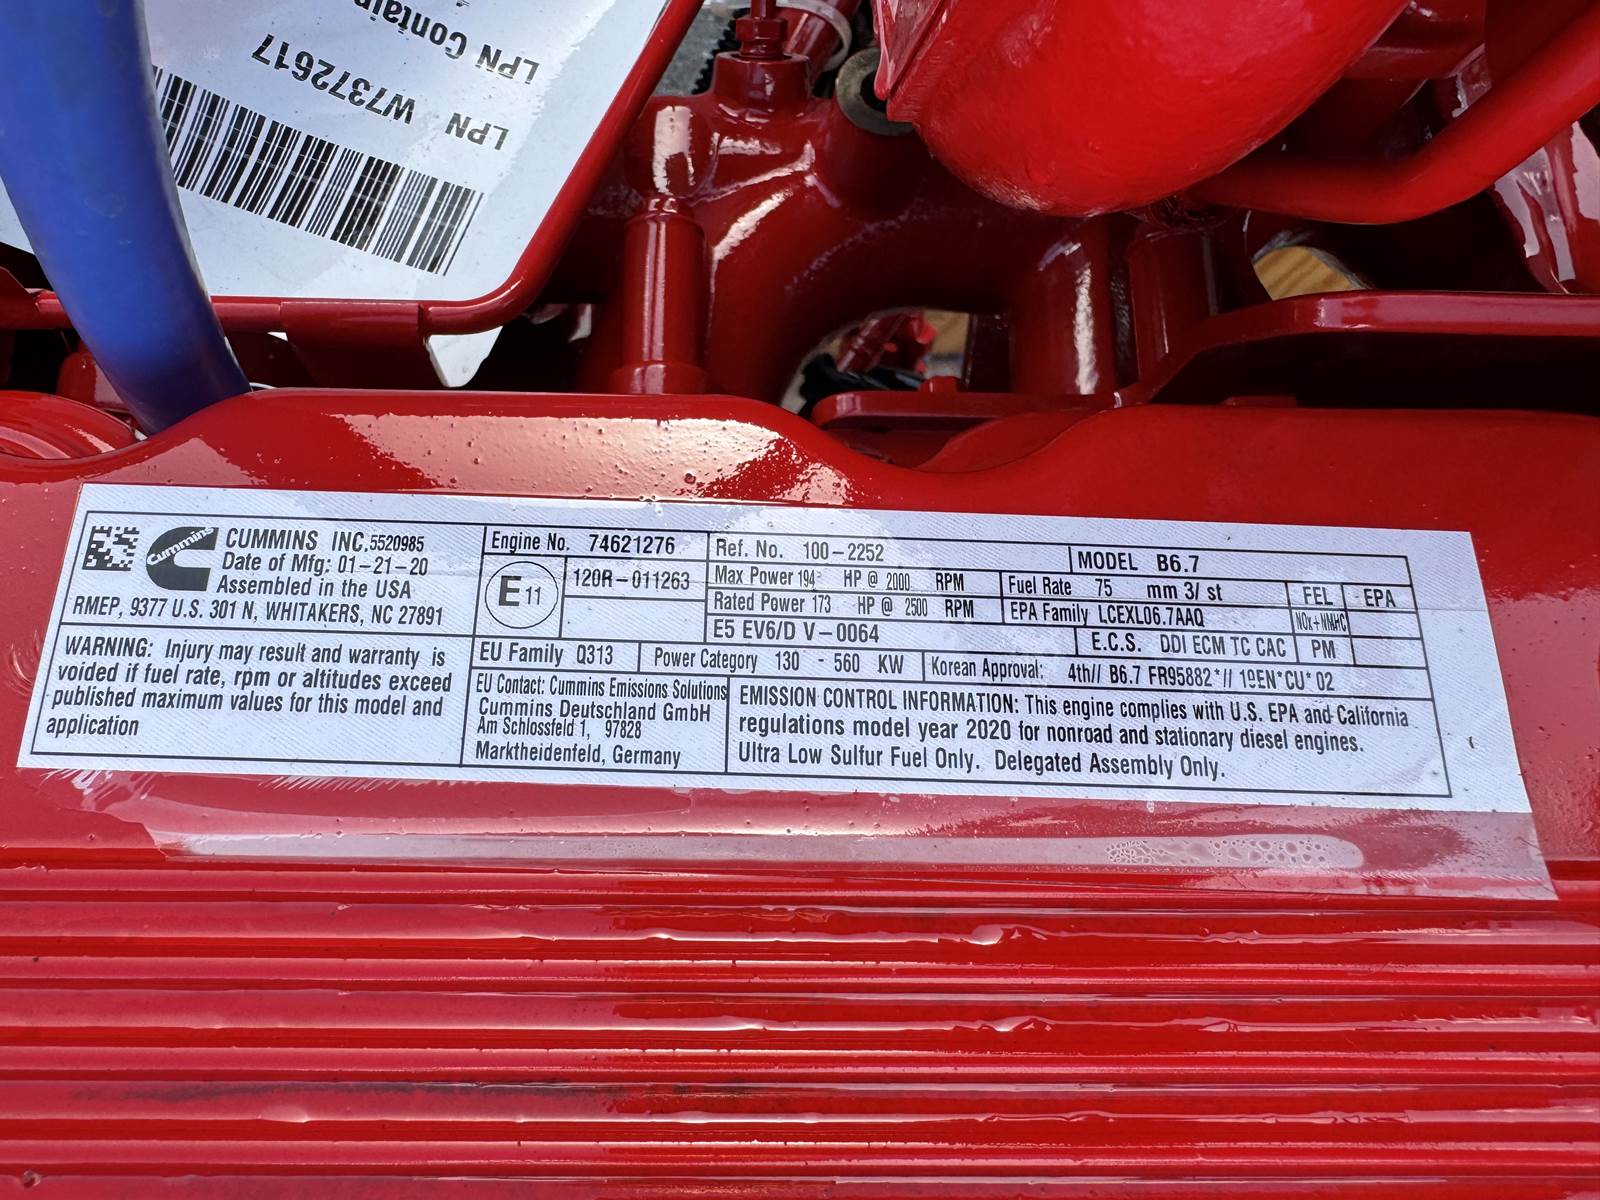 LPN Contain
LPN W7372617
Cummins
CUMMINS INC. 5520985
Date of Mfg: 01-21-20
Assembled in the USA
RMEP, 9377 U.S. 301 N, WHITAKERS, NC 27891
WARNING: Injury may result and warranty is
voided if fuel rate, rpm or altitudes exceed
published maximum values for this model and
application
Engine No. 74621276
E11
120R-011263
Ref. No. 100-2252
MODEL B6.7
Max Power 194 HP @ 2000 RPM
Fuel Rate 75 mm3/ st
FEL EPA
Rated Power 173 HP @ 2500 RPM
EPA Family LCEXL06.7AAQ
NOx+NMHC
E5 EV6/D V-0064
E.C.S. DDI ECM TC CAC
PM
EU Family Q313
Power Category 130 - 560 KW
Korean Approval: 4th// B6.7 FR95882*// 19EN*CU* 02
EU Contact: Cummins Emissions Solutions
Cummins Deutschland GmbH
Am Schlossfeld 1, 97828
Marktheidenfeld, Germany
EMISSION CONTROL INFORMATION: This engine complies with U.S. EPA and California
regulations model year 2020 for nonroad and stationary diesel engines.
Ultra Low Sulfur Fuel Only. Delegated Assembly Only.